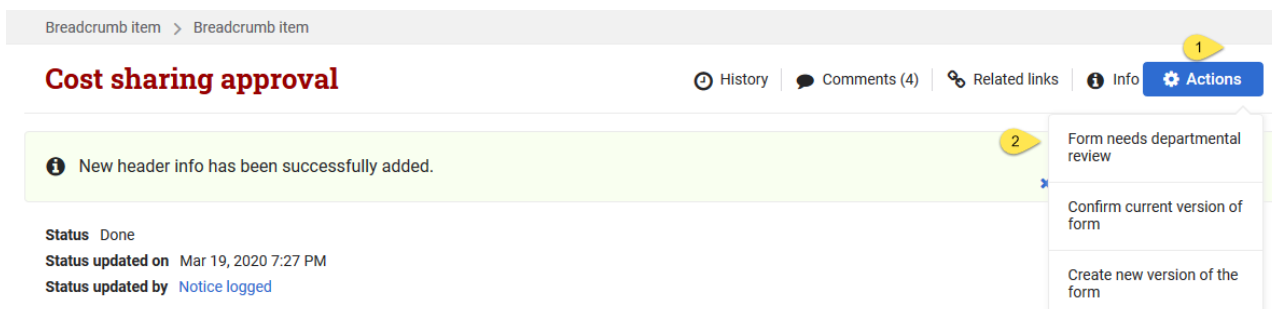 Breadcrumb item > Breadcrumb item
1
Cost sharing approval
History
Comments (4)
Related links
Info
Actions
New header info has been successfully added.
2
Form needs departmental
review
Confirm current version of
form
Create new version of the
form
Status Done
Status updated on Mar 19, 2020 7:27 PM
Status updated by Notice logged